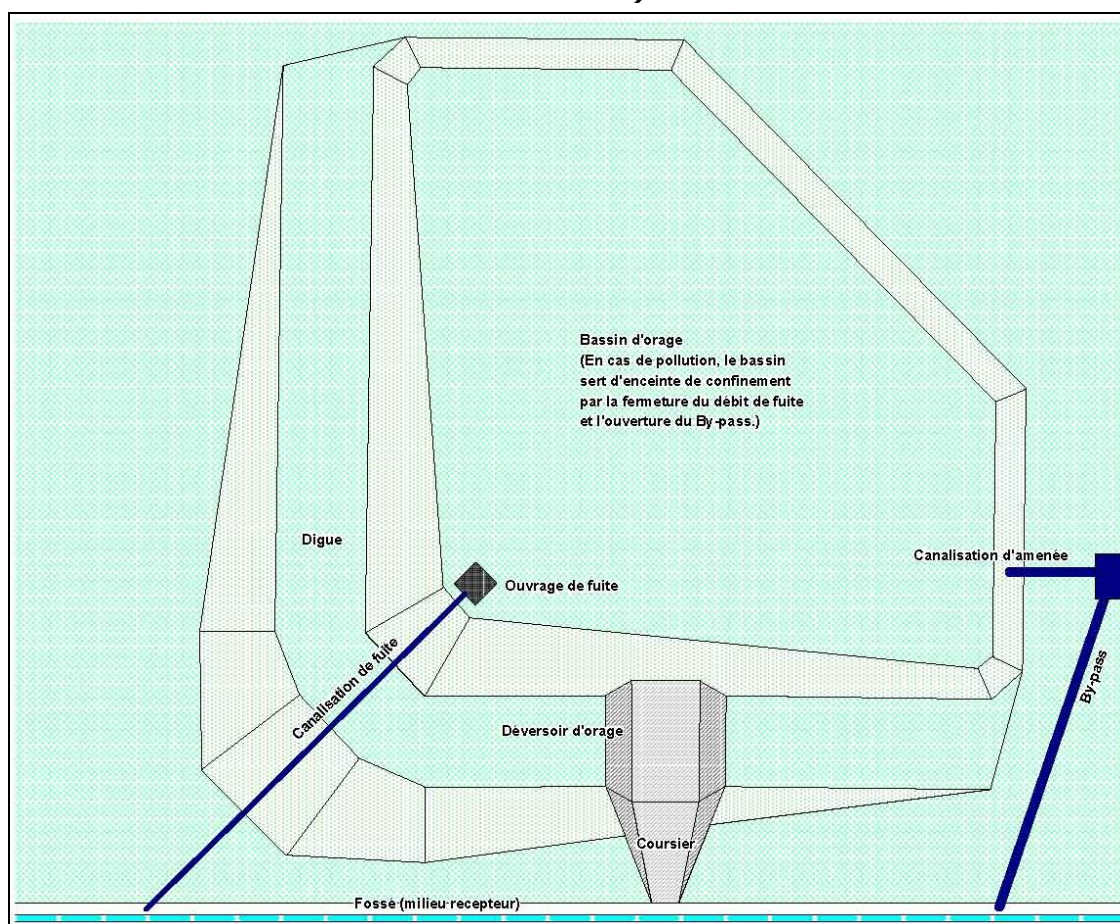 Bassin d'orage
(En cas de pollution, le bassin
sert d'enceinte de confinement
par la fermeture du débit de fuite
et l'ouverture du By-pass.)
Digue
Canalisation d'amenée
Ouvrage de fuite
Canalisation de fuite
By-pass
Déversoir d'orage
Coursier
Fossé (milieu recepteur)